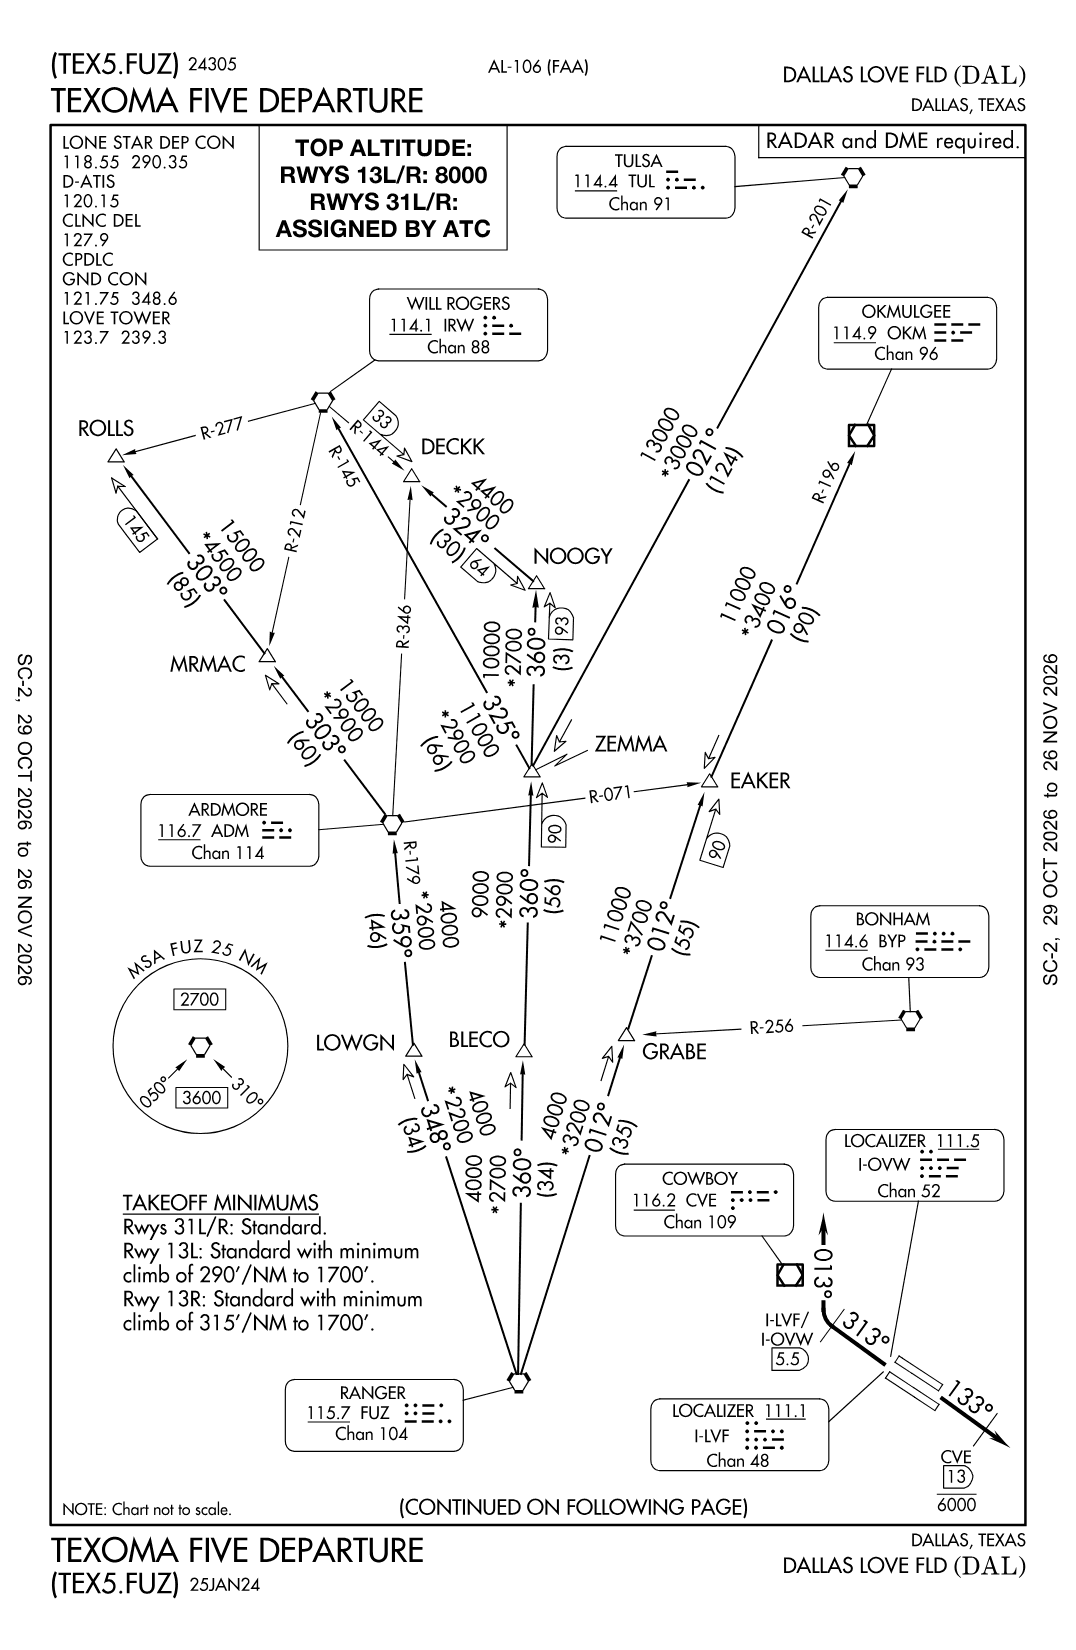 (TEX5.FUZ) 24305
AL-106 (FAA)
DALLAS LOVE FLD (DAL)
TEXOMA FIVE DEPARTURE
DALLAS, TEXAS
LONE STAR DEP CON
118.55 290.35
D-ATIS
120.15
CLNC DEL
127.9
CPDLC
GND CON
121.75 348.6
LOVE TOWER
123.7 239.3
TOP ALTITUDE:
RWYS 13L/R: 8000
RWYS 31L/R:
ASSIGNED BY ATC
RADAR and DME required.
TULSA
114.4 TUL
Chan 91
R-201
WILL ROGERS
114.1 IRW
Chan 88
OKMULGEE
114.9 OKM
Chan 96
ROLLS
R-277
33
R-144
DECKK
R-145
13000
*3000
021°
(124)
R-196
145
15000
*4500
303°
(85)
R-212
4400
*2900
324°
(30)
64
NOOGY
11000
*3400
016°
(90)
R-346
93
10000
*2700
360°
(3)
MRMAC
15000
*2900
303°
(60)
325°
11000
*2900
(66)
ZEMMA
EAKER
R-071
ARDMORE
116.7 ADM
Chan 114
90
90
R-179
4000
*2600
359°
(46)
9000
*2900
360°
(56)
11000
*3700
012°
(55)
BONHAM
114.6 BYP
Chan 93
R-256
MSA FUZ 25 NM
2700
050°
310°
3600
LOWGN
BLECO
GRABE
4000
*2200
348°
(34)
4000
*2700
360°
(34)
4000
*3200
012°
(35)
LOCALIZER 111.5
I-OVW
Chan 52
COWBOY
116.2 CVE
Chan 109
TAKEOFF MINIMUMS
Rwys 31L/R: Standard.
Rwy 13L: Standard with minimum
climb of 290'/NM to 1700'.
Rwy 13R: Standard with minimum
climb of 315'/NM to 1700'.
013°
I-LVF/
I-OVW
5.5
313°
133°
RANGER
115.7 FUZ
Chan 104
LOCALIZER 111.1
I-LVF
Chan 48
CVE
13
6000
NOTE: Chart not to scale.
(CONTINUED ON FOLLOWING PAGE)
TEXOMA FIVE DEPARTURE
DALLAS, TEXAS
(TEX5.FUZ) 25JAN24
DALLAS LOVE FLD (DAL)
SC-2, 29 OCT 2026 to 26 NOV 2026
SC-2, 29 OCT 2026 to 26 NOV 2026